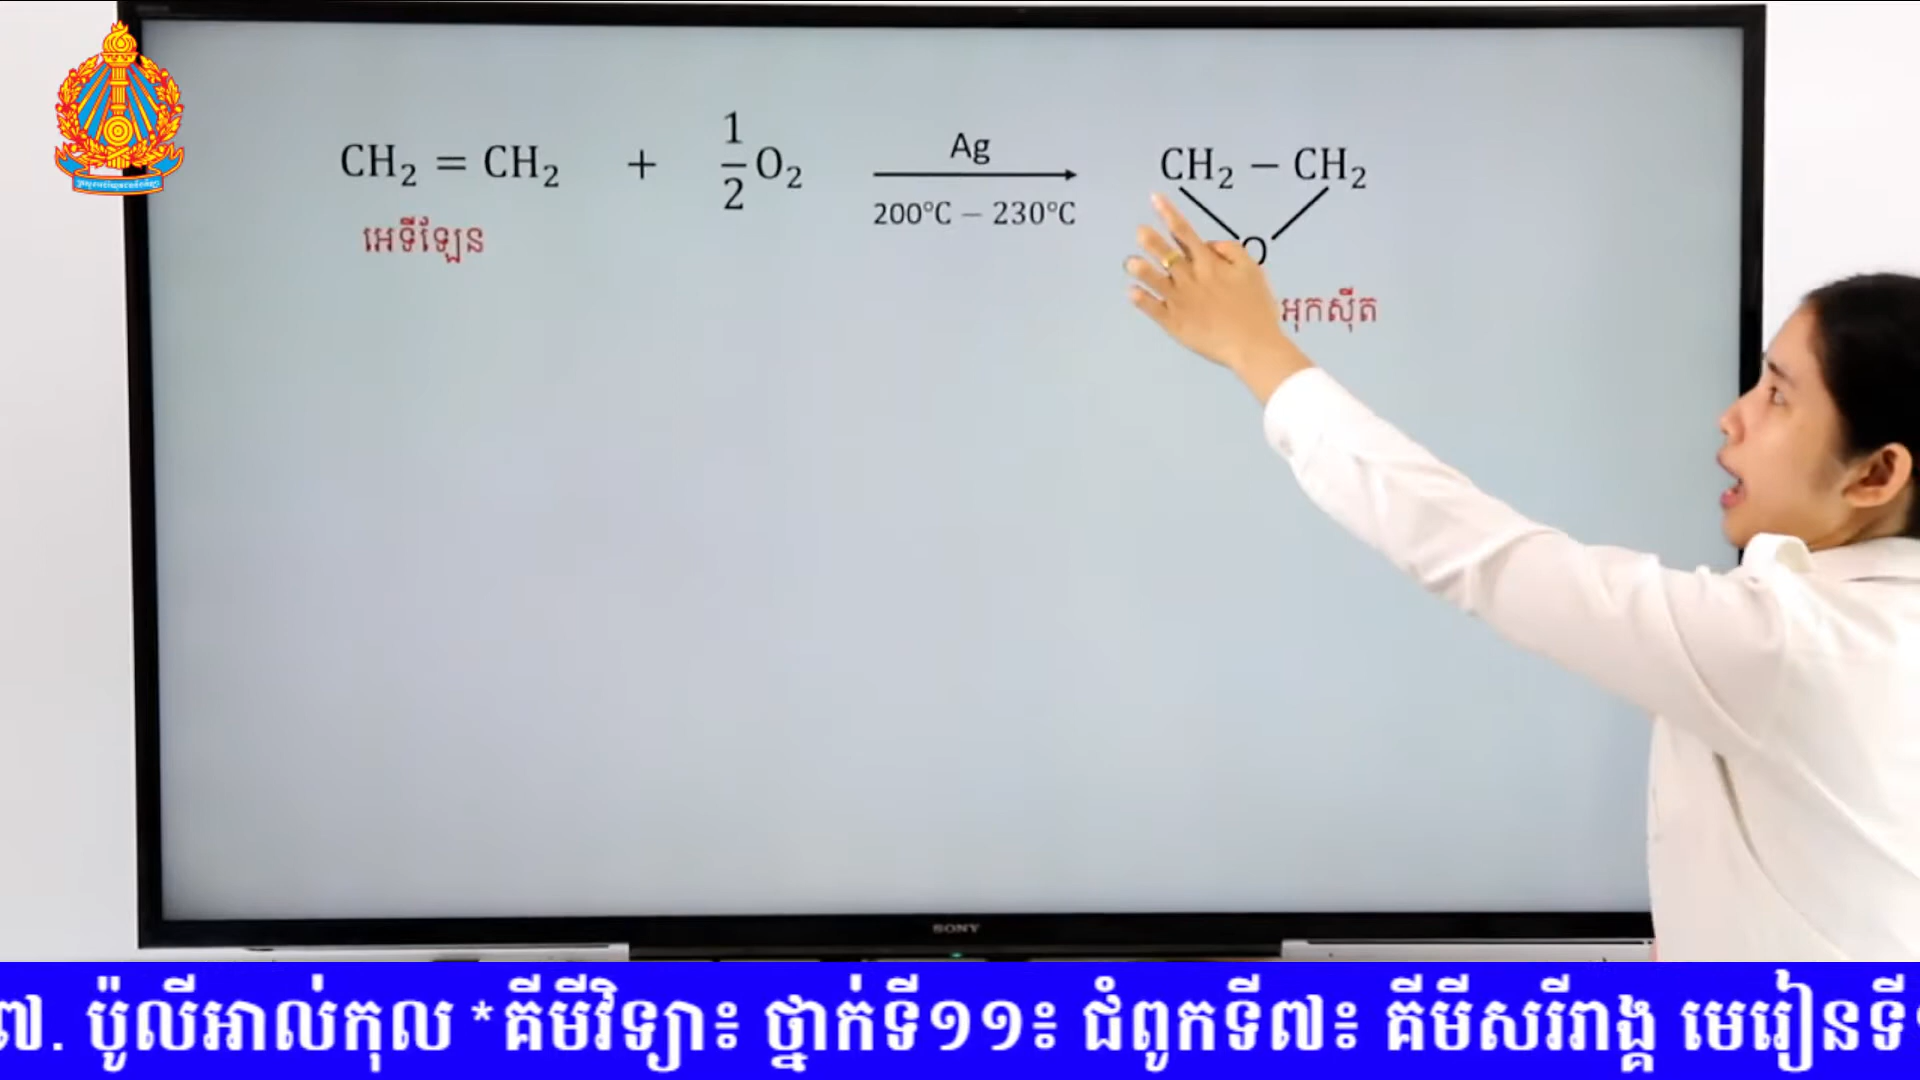 CH₂ = CH₂ + 1/2 O₂ Ag CH₂ – CH₂
200°C – 230°C
O
អេទីឡែន
អុកស៊ីត
SONY
៧. ប៉ូលីអាល់កុល *គីមីវិទ្យា៖ ថ្នាក់ទី១១៖ ជំពូកទី៧៖ គីមីសរីរាង្គ មេរៀនទី